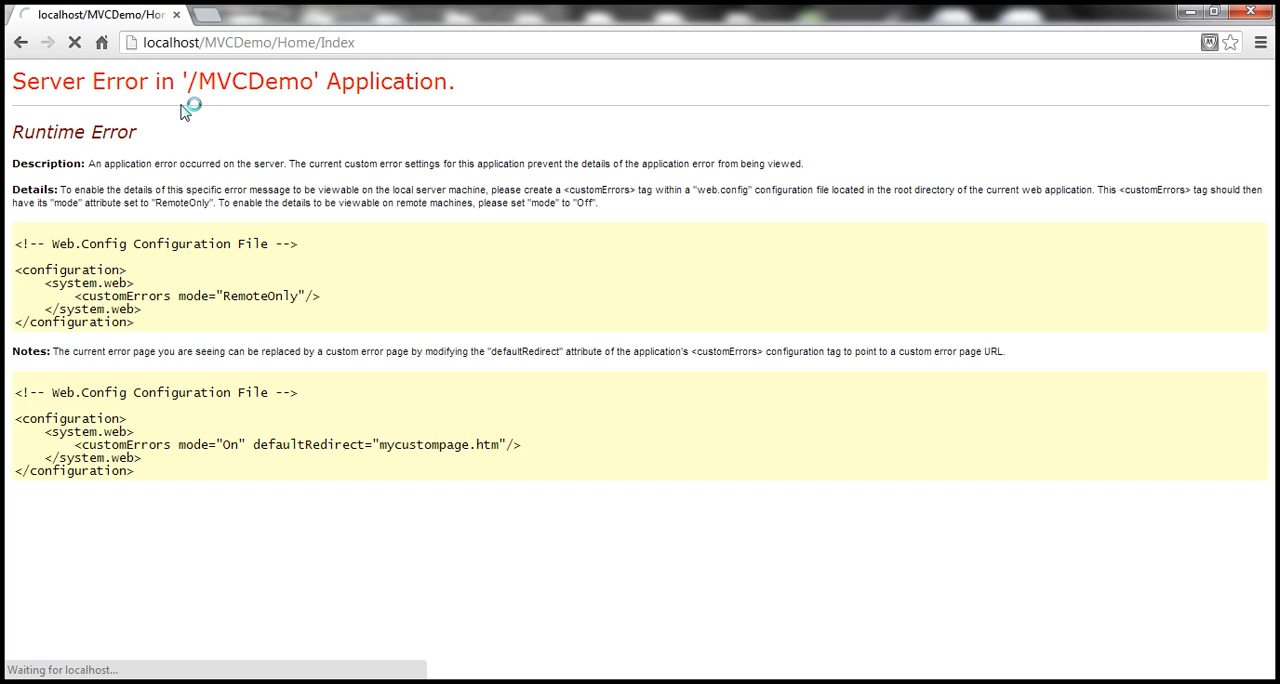 localhost/MVCDemo/Hor
localhost/MVCDemo/Home/Index
Server Error in '/MVCDemo' Application.
Runtime Error
Description: An application error occurred on the server. The current custom error settings for this application prevent the details of the application error from being viewed.
Details: To enable the details of this specific error message to be viewable on the local server machine, please create a <customErrors> tag within a "web.config" configuration file located in the root directory of the current web application. This <customErrors> tag should then
have its "mode" attribute set to "RemoteOnly". To enable the details to be viewable on remote machines, please set "mode" to "Off".
<!-- Web.Config Configuration File -->
<configuration>
    <system.web>
        <customErrors mode="RemoteOnly"/>
    </system.web>
</configuration>
Notes: The current error page you are seeing can be replaced by a custom error page by modifying the "defaultRedirect" attribute of the application's <customErrors> configuration tag to point to a custom error page URL.
<!-- Web.Config Configuration File -->
<configuration>
    <system.web>
        <customErrors mode="On" defaultRedirect="mycustompage.htm"/>
    </system.web>
</configuration>
Waiting for localhost...